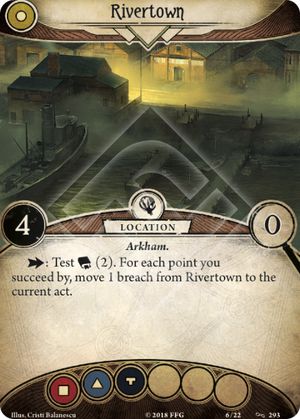 Rivertown
4
0
LOCATION
Arkham.
: Test (2). For each point you
succeed by, move 1 breach from Rivertown to the
current act.
Illus. Cristi Balanescu
© 2018 FFG
6/22
293